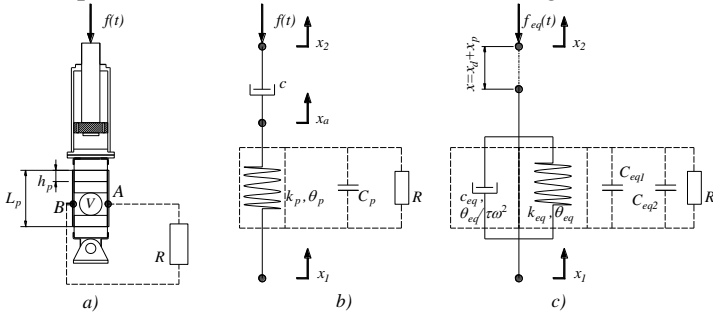 f(t)
h_p
L_p
A
B
V
R
a)
f(t)
x_2
c
x_a
k_p, θ_p
C_p
R
x_1
b)
f_eq(t)
x_2
x=x_d+x_p
c_eq,
θ_eq/τω²
k_eq, θ_eq
C_eq1
C_eq2
R
x_1
c)